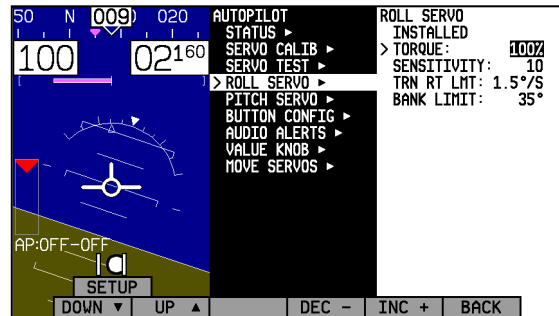 50 N 009 020
100
02160
AP:OFF-OFF
AUTOPILOT
STATUS ►
SERVO CALIB ►
SERVO TEST ►
>ROLL SERVO ►
PITCH SERVO ►
BUTTON CONFIG ►
AUDIO ALERTS ►
VALUE KNOB ►
MOVE SERVOS ►
ROLL SERVO
INSTALLED
>TORQUE: 100%
SENSITIVITY: 10
TRN RT LMT: 1.5°/S
BANK LIMIT: 35°
SETUP
DOWN ▼ UP ▲ DEC - INC + BACK